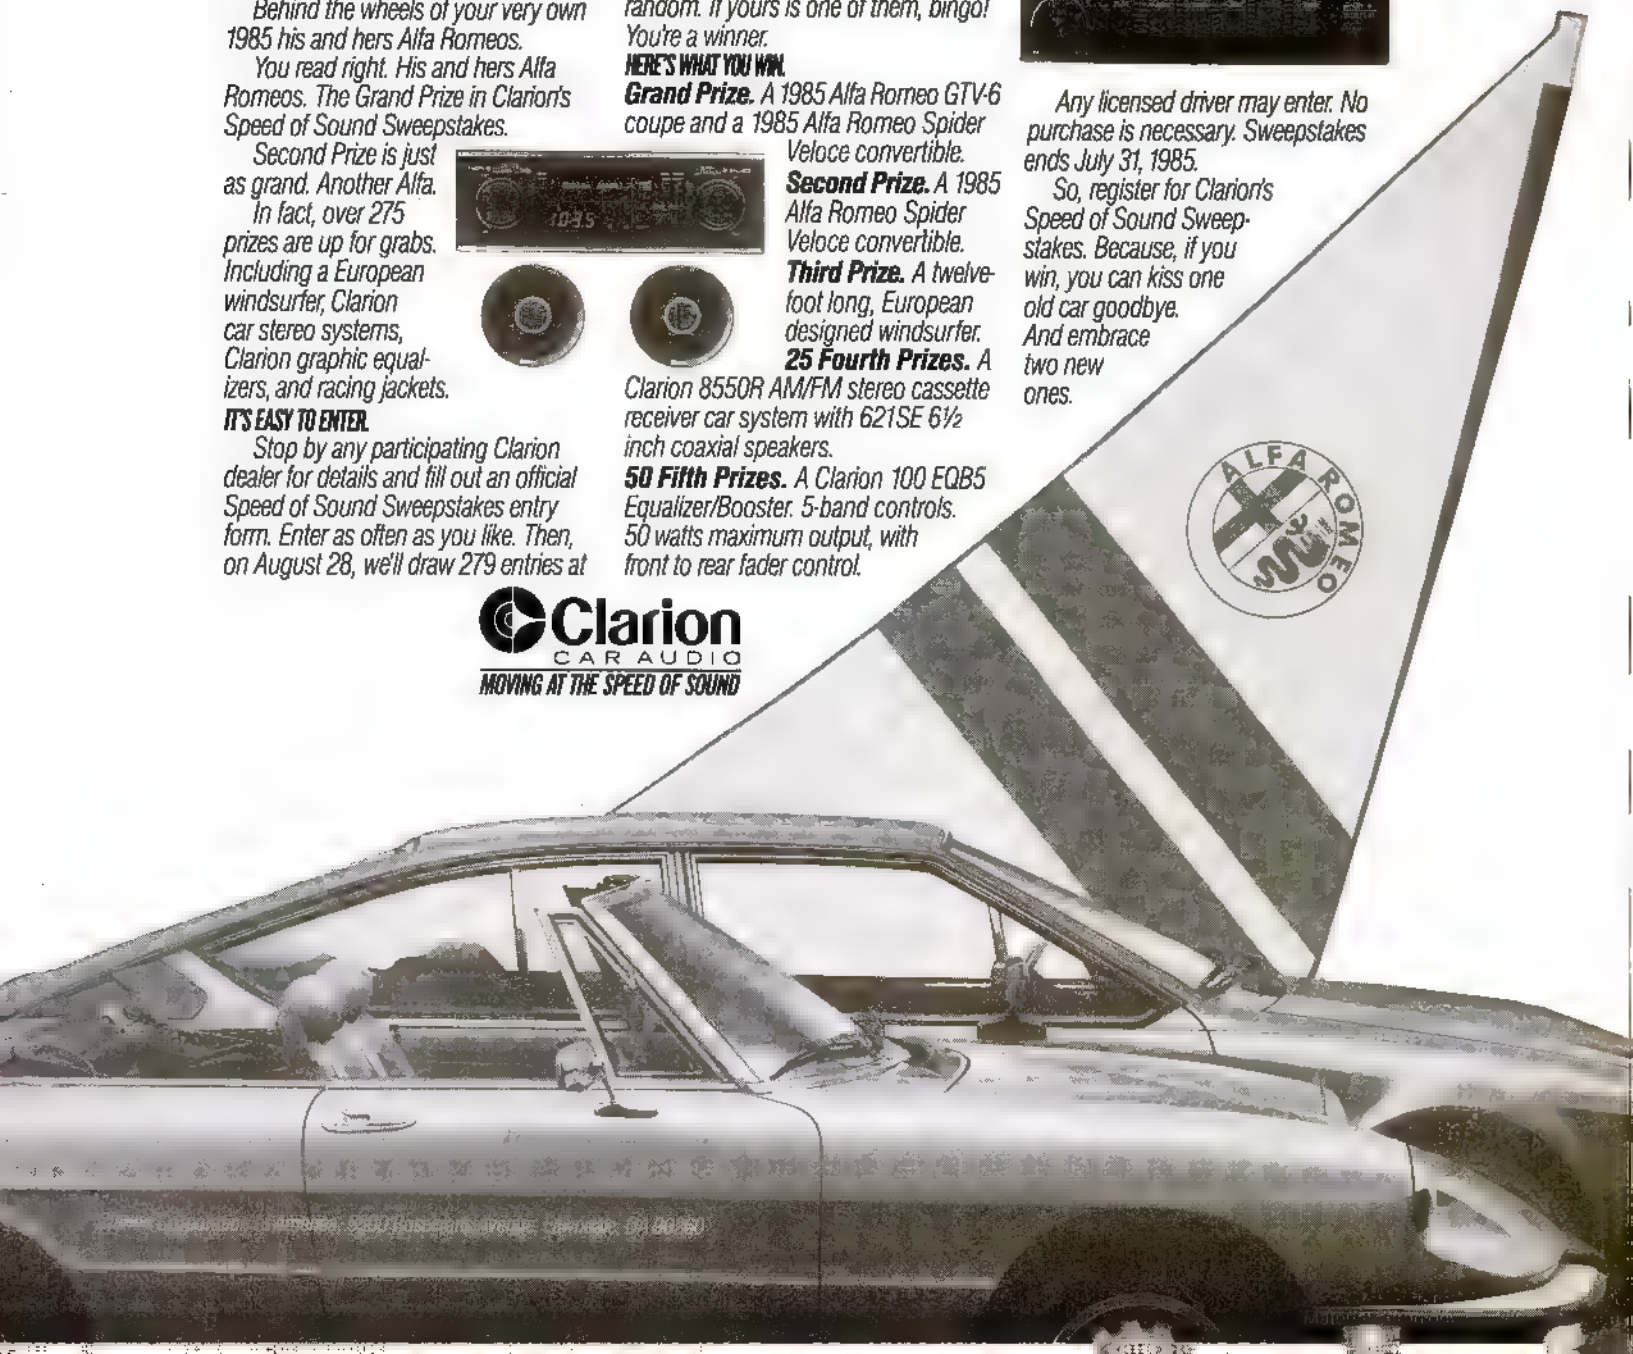 Behind the wheels of your very own
1985 his and hers Alfa Romeos.
You read right. His and hers Alfa
Romeos. The Grand Prize in Clarion's
Speed of Sound Sweepstakes.
Second Prize is just
as grand. Another Alfa.
In fact, over 275
prizes are up for grabs.
Including a European
windsurfer, Clarion
car stereo systems,
Clarion graphic equal-
izers, and racing jackets.
IT'S EASY TO ENTER.
Stop by any participating Clarion
dealer for details and fill out an official
Speed of Sound Sweepstakes entry
form. Enter as often as you like. Then,
on August 28, we'll draw 279 entries at
random. If yours is one of them, bingo!
You're a winner.
HERE'S WHAT YOU WIN.
Grand Prize. A 1985 Alfa Romeo GTV-6
coupe and a 1985 Alfa Romeo Spider
Veloce convertible.
Second Prize. A 1985
Alfa Romeo Spider
Veloce convertible.
Third Prize. A twelve-
foot long, European
designed windsurfer.
25 Fourth Prizes. A
Clarion 8550R AM/FM stereo cassette
receiver car system with 621SE 6½
inch coaxial speakers.
50 Fifth Prizes. A Clarion 100 EQB5
Equalizer/Booster. 5-band controls.
50 watts maximum output, with
front to rear fader control.
Any licensed driver may enter. No
purchase is necessary. Sweepstakes
ends July 31, 1985.
So, register for Clarion's
Speed of Sound Sweep-
stakes. Because, if you
win, you can kiss one
old car goodbye.
And embrace
two new
ones.
103.5
ALFA ROMEO
Clarion
CAR AUDIO
MOVING AT THE SPEED OF SOUND